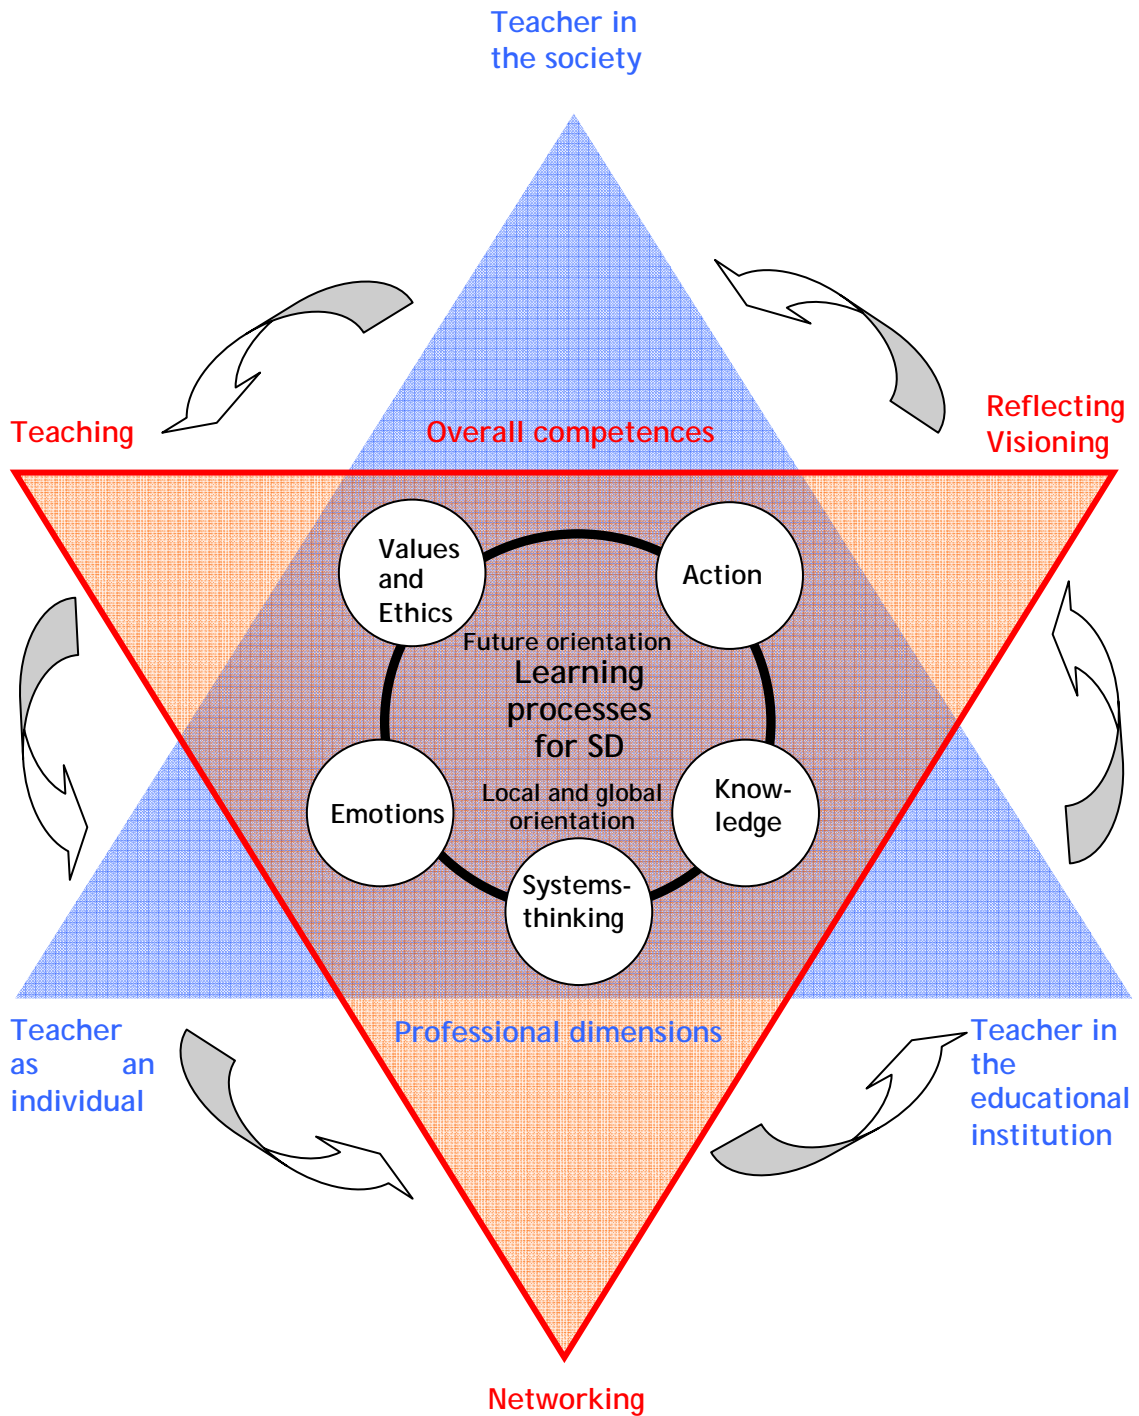 Teacher in
the society
Teaching
Overall competences
Reflecting
Visioning
Values
and
Ethics
Action
Future orientation
Learning
processes
for SD
Local and global
orientation
Emotions
Know-
ledge
Systems-
thinking
Teacher
as an
individual
Professional dimensions
Teacher in
the
educational
institution
Networking